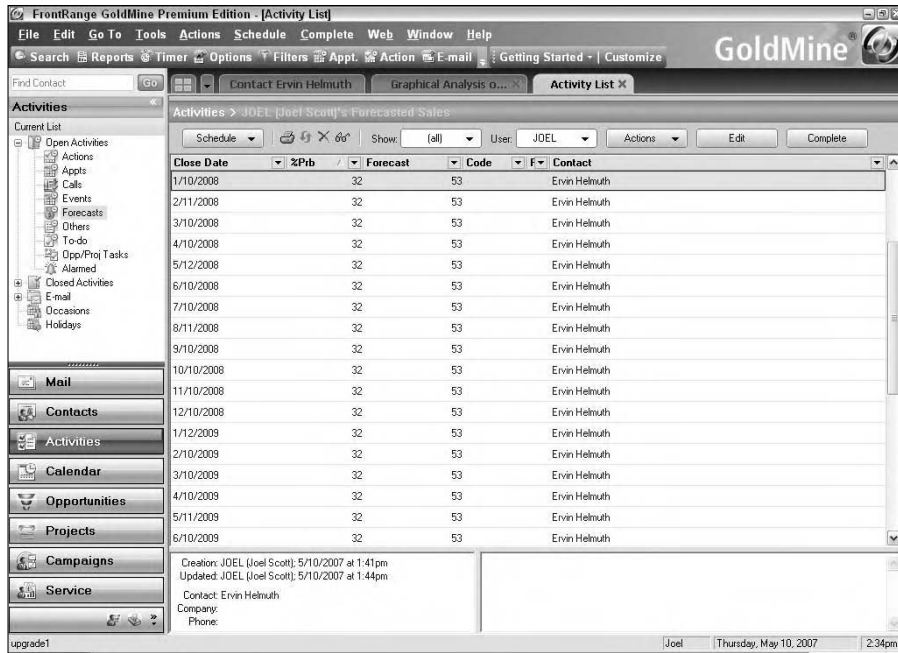 FrontRange GoldMine Premium Edition - [Activity List]
File Edit Go To Tools Actions Schedule Complete Web Window Help
Search Reports Timer Options Filters Appt. Action E-mail Getting Started - Customize
GoldMine®
Find Contact Go
Contact Ervin Helmuth Graphical Analysis o... Activity List
Activities
Activities > JOEL [Joel Scott]'s Forecasted Sales
Current List
Schedule Show: (all) User: JOEL Actions Edit Complete
Open Activities
Actions
Appts
Calls
Events
Forecasts
Others
To-do
Opp/Proj Tasks
Alarmed
Closed Activities
E-mail
Occasions
Holidays
Mail
Contacts
Activities
Calendar
Opportunities
Projects
Campaigns
Service
Close Date %Prb / Forecast Code F Contact
1/10/2008 32 53 Ervin Helmuth
2/11/2008 32 53 Ervin Helmuth
3/10/2008 32 53 Ervin Helmuth
4/10/2008 32 53 Ervin Helmuth
5/12/2008 32 53 Ervin Helmuth
6/10/2008 32 53 Ervin Helmuth
7/10/2008 32 53 Ervin Helmuth
8/11/2008 32 53 Ervin Helmuth
9/10/2008 32 53 Ervin Helmuth
10/10/2008 32 53 Ervin Helmuth
11/10/2008 32 53 Ervin Helmuth
12/10/2008 32 53 Ervin Helmuth
1/12/2009 32 53 Ervin Helmuth
2/10/2009 32 53 Ervin Helmuth
3/10/2009 32 53 Ervin Helmuth
4/10/2009 32 53 Ervin Helmuth
5/11/2009 32 53 Ervin Helmuth
6/10/2009 32 53 Ervin Helmuth
Creation: JOEL (Joel Scott); 5/10/2007 at 1:41pm
Updated: JOEL (Joel Scott); 5/10/2007 at 1:44pm
Contact: Ervin Helmuth
Company:
Phone:
upgrade1 Joel Thursday, May 10, 2007 2:34pm